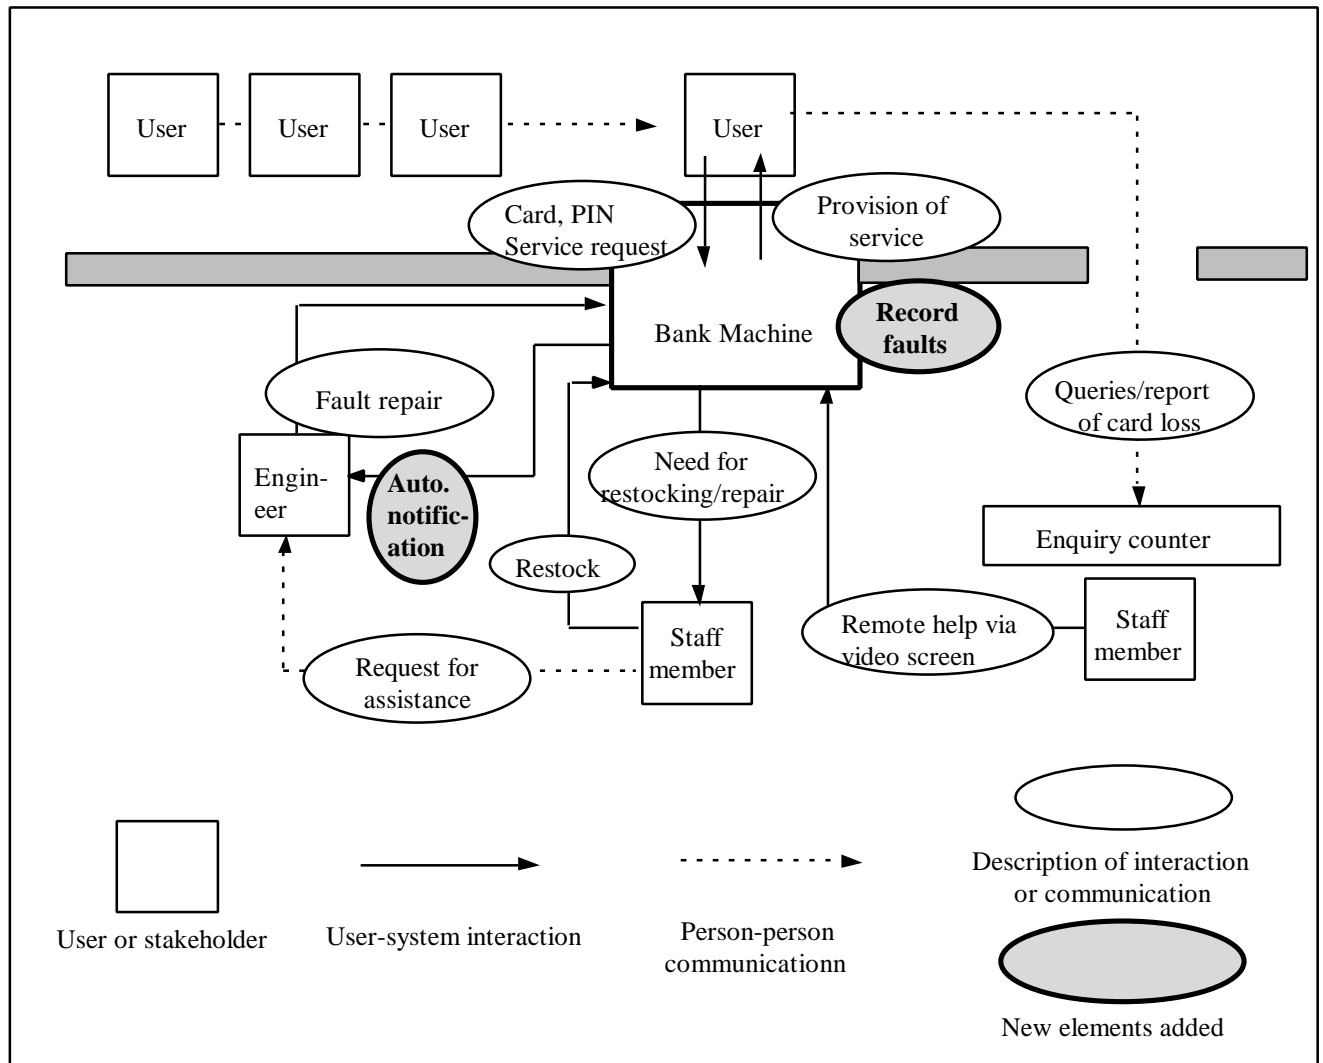 User
User
User
User
Card, PIN
Service request
Provision of
service
Bank Machine
Record
faults
Fault repair
Queries/report
of card loss
Engin-
eer
Auto.
notific-
ation
Need for
restocking/repair
Restock
Enquiry counter
Staff
member
Remote help via
video screen
Staff
member
Request for
assistance
User or stakeholder
User-system interaction
Person-person
communicationn
Description of interaction
or communication
New elements added